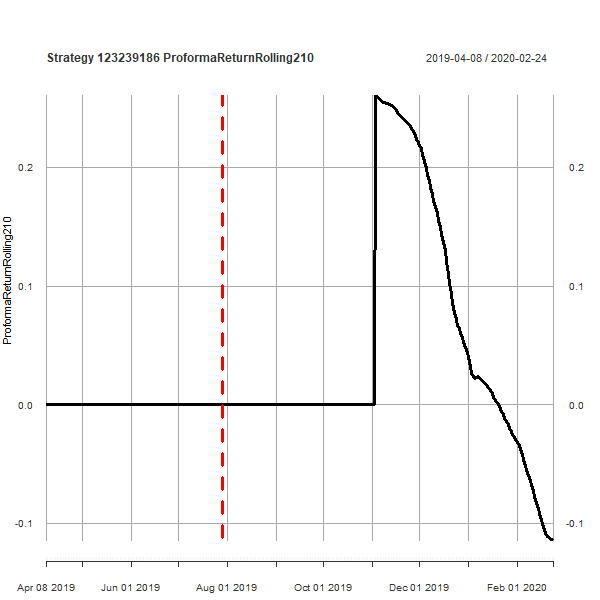 Strategy 123239186 ProformaReturnRolling210
2019-04-08 / 2020-02-24
ProformaReturnRolling210
0.2
0.1
0.0
-0.1
0.2
0.1
0.0
-0.1
Apr 08 2019
Jun 01 2019
Aug 01 2019
Oct 01 2019
Dec 01 2019
Feb 01 2020